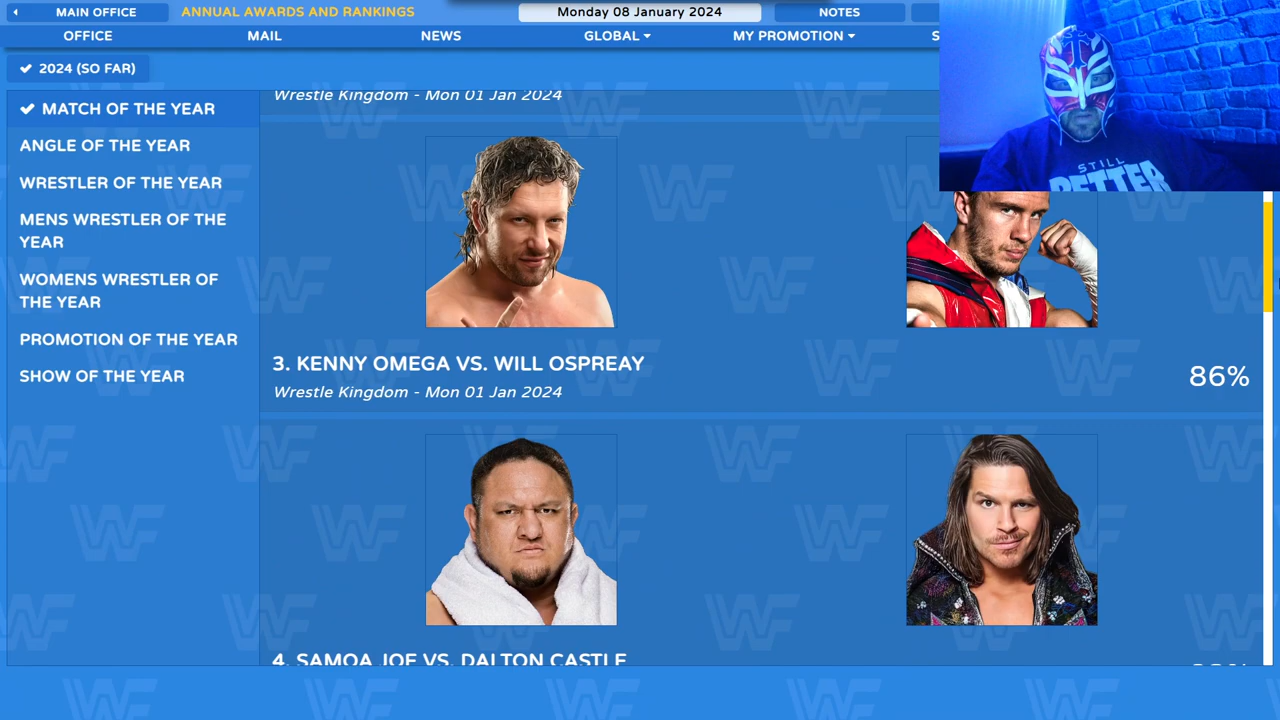 MAIN OFFICE
ANNUAL AWARDS AND RANKINGS
Monday 08 January 2024
NOTES
OFFICE
MAIL
NEWS
GLOBAL
MY PROMOTION
S
2024 (SO FAR)
MATCH OF THE YEAR
ANGLE OF THE YEAR
WRESTLER OF THE YEAR
MENS WRESTLER OF THE
YEAR
WOMENS WRESTLER OF
THE YEAR
PROMOTION OF THE YEAR
SHOW OF THE YEAR
Wrestle Kingdom - Mon 01 Jan 2024
3. KENNY OMEGA VS. WILL OSPREAY
Wrestle Kingdom - Mon 01 Jan 2024
86%
4. SAMOA JOE VS. DALTON CASTLE
STILL
BETTER